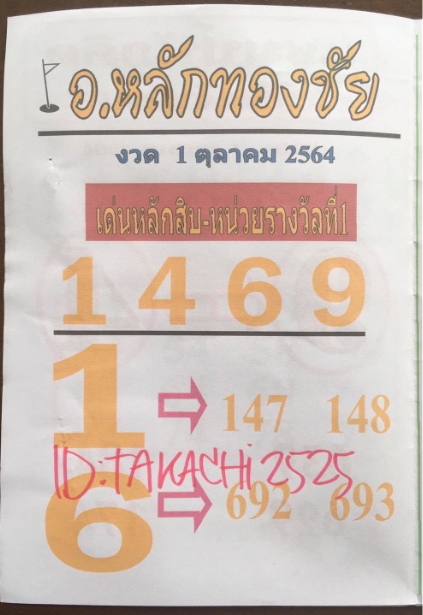 อ.หลักทองชัย
งวด 1 ตุลาคม 2564
เด่นหลักสิบ-หน่วยรางวัลที่1
1 4 6 9
1 147 148
ID:TAKACHI2525
6 692 693